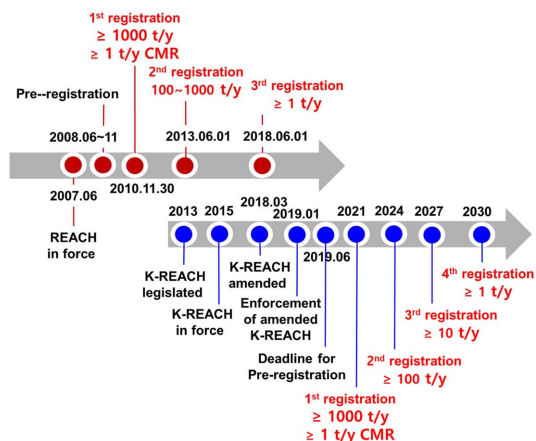 1st registration
≥ 1000 t/y
≥ 1 t/y CMR
2nd registration
100~1000 t/y
3rd registration
≥ 1 t/y
Pre--registration
2008.06~11
2013.06.01
2018.06.01
2007.06
2010.11.30
REACH
in force
2013
2015
2018.03
2019.01
2019.06
2021
2024
2027
2030
K-REACH
legislated
K-REACH
in force
K-REACH
amended
Enforcement
of amended
K-REACH
Deadline for
Pre-registration
1st registration
≥ 1000 t/y
≥ 1 t/y CMR
2nd registration
≥ 100 t/y
3rd registration
≥ 10 t/y
4th registration
≥ 1 t/y